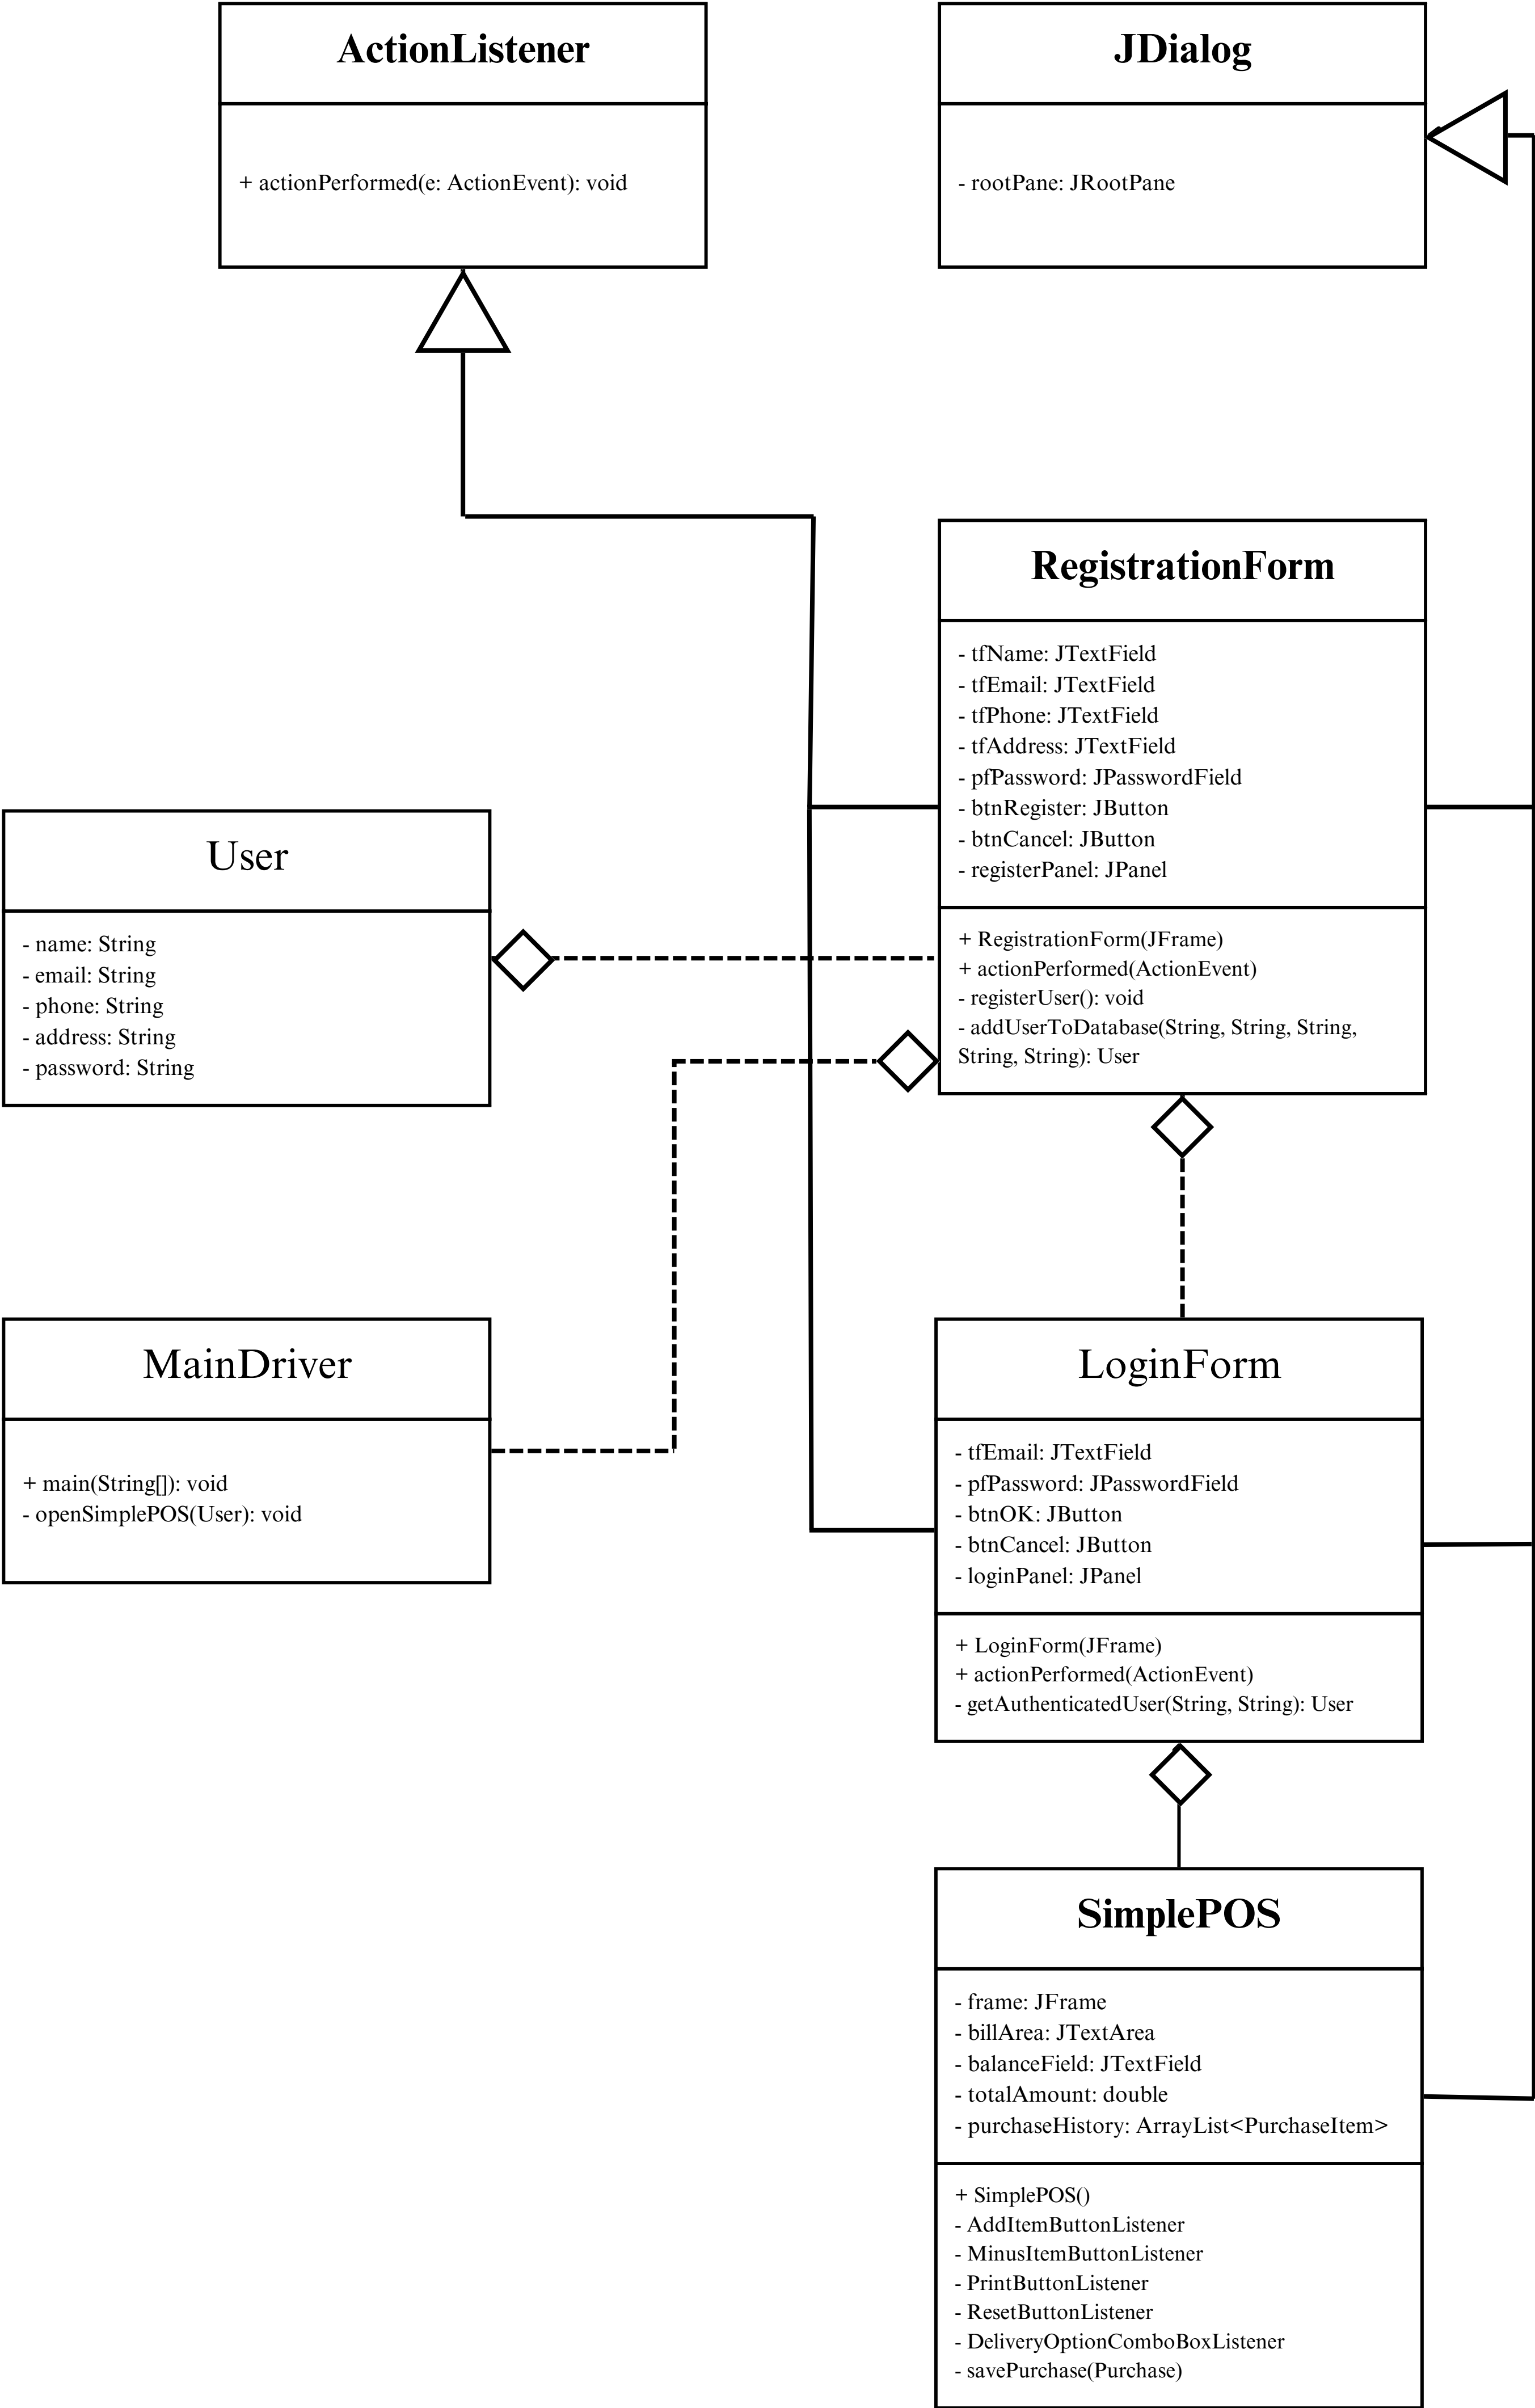 ActionListener
+ actionPerformed(e: ActionEvent): void
JDialog
- rootPane: JRootPane
RegistrationForm
- tfName: JTextField
- tfEmail: JTextField
- tfPhone: JTextField
- tfAddress: JTextField
- pfPassword: JPasswordField
- btnRegister: JButton
- btnCancel: JButton
- registerPanel: JPanel
+ RegistrationForm(JFrame)
+ actionPerformed(ActionEvent)
- registerUser(): void
- addUserToDatabase(String, String, String,
String, String): User
User
- name: String
- email: String
- phone: String
- address: String
- password: String
MainDriver
+ main(String[]): void
- openSimplePOS(User): void
LoginForm
- tfEmail: JTextField
- pfPassword: JPasswordField
- btnOK: JButton
- btnCancel: JButton
- loginPanel: JPanel
+ LoginForm(JFrame)
+ actionPerformed(ActionEvent)
- getAuthenticatedUser(String, String): User
SimplePOS
- frame: JFrame
- billArea: JTextArea
- balanceField: JTextField
- totalAmount: double
- purchaseHistory: ArrayList<PurchaseItem>
+ SimplePOS()
- AddItemButtonListener
- MinusItemButtonListener
- PrintButtonListener
- ResetButtonListener
- DeliveryOptionComboBoxListener
- savePurchase(Purchase)